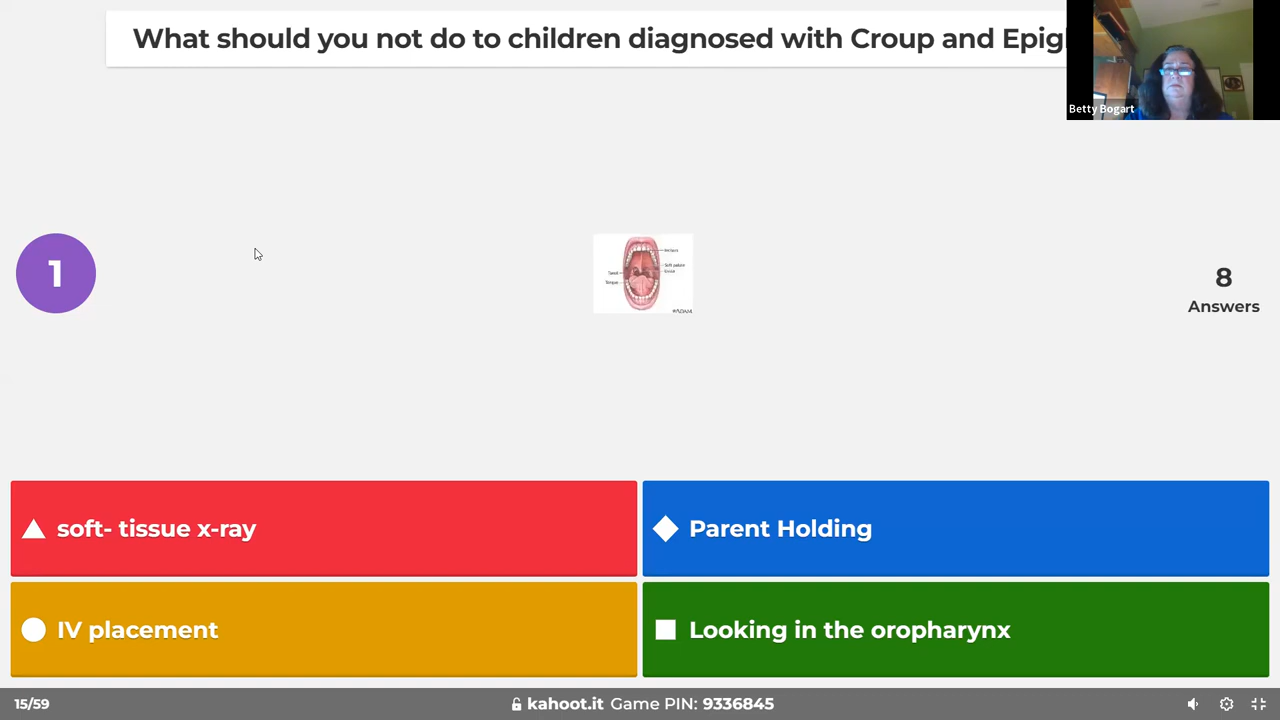 What should you not do to children diagnosed with Croup and
Betty Bogart
1
8
Answers
soft- tissue x-ray
Parent Holding
IV placement
Looking in the oropharynx
15/59
kahoot.it Game PIN: 9336845